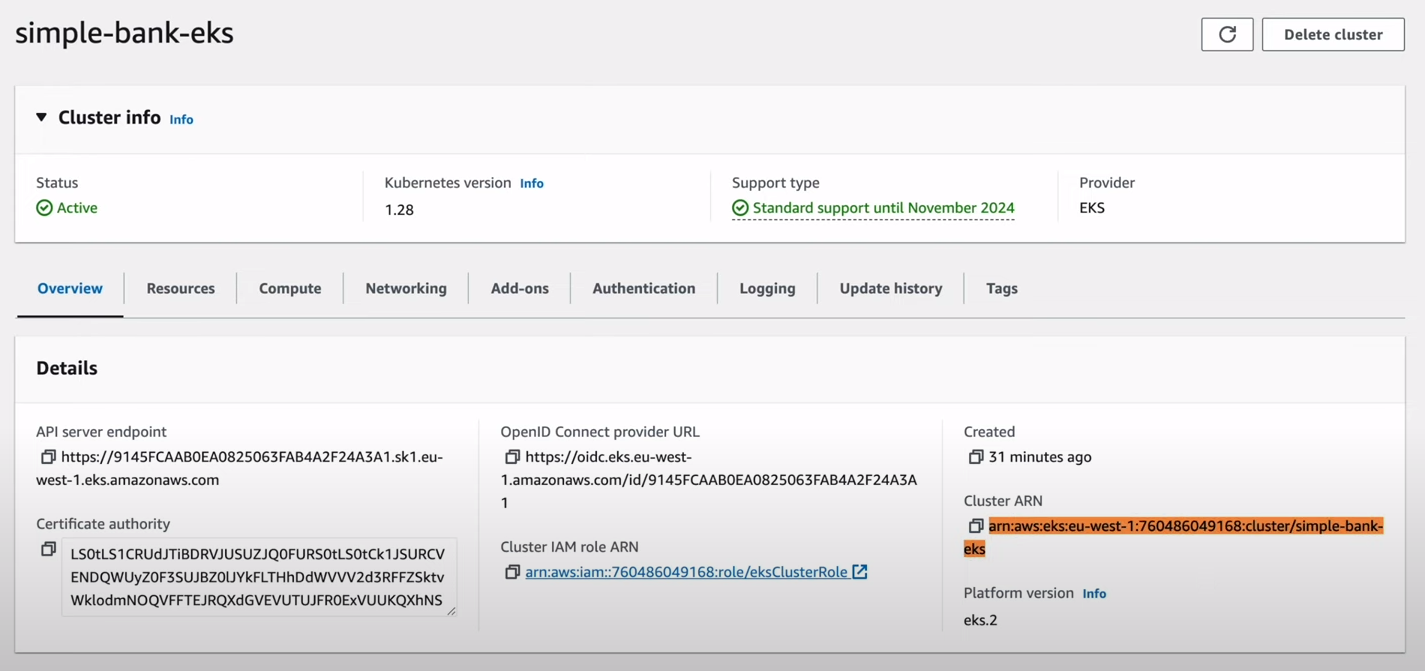 simple-bank-eks
Delete cluster
Cluster info Info
Status
Active
Kubernetes version Info
1.28
Support type
Standard support until November 2024
Provider
EKS
Overview Resources Compute Networking Add-ons Authentication Logging Update history Tags
Details
API server endpoint
https://9145FCAAB0EA0825063FAB4A2F24A3A1.sk1.eu-
west-1.eks.amazonaws.com
Certificate authority
LS0tLS1CRUdJTiBDRVJUSUZJQ0FURS0tLS0tCk1JSURCV
ENDQWUyZ0F3SUJBZ0lJYkFLTHhDdWVVV2d3RFFZSktv
WklodmNOQVFFTEJRQXdGVEVUTUJFR0ExVUUKQXhNS
OpenID Connect provider URL
https://oidc.eks.eu-west-
1.amazonaws.com/id/9145FCAAB0EA0825063FAB4A2F24A3A
1
Cluster IAM role ARN
arn:aws:iam::760486049168:role/eksClusterRole
Created
31 minutes ago
Cluster ARN
arn:aws:eks:eu-west-1:760486049168:cluster/simple-bank-
eks
Platform version Info
eks.2